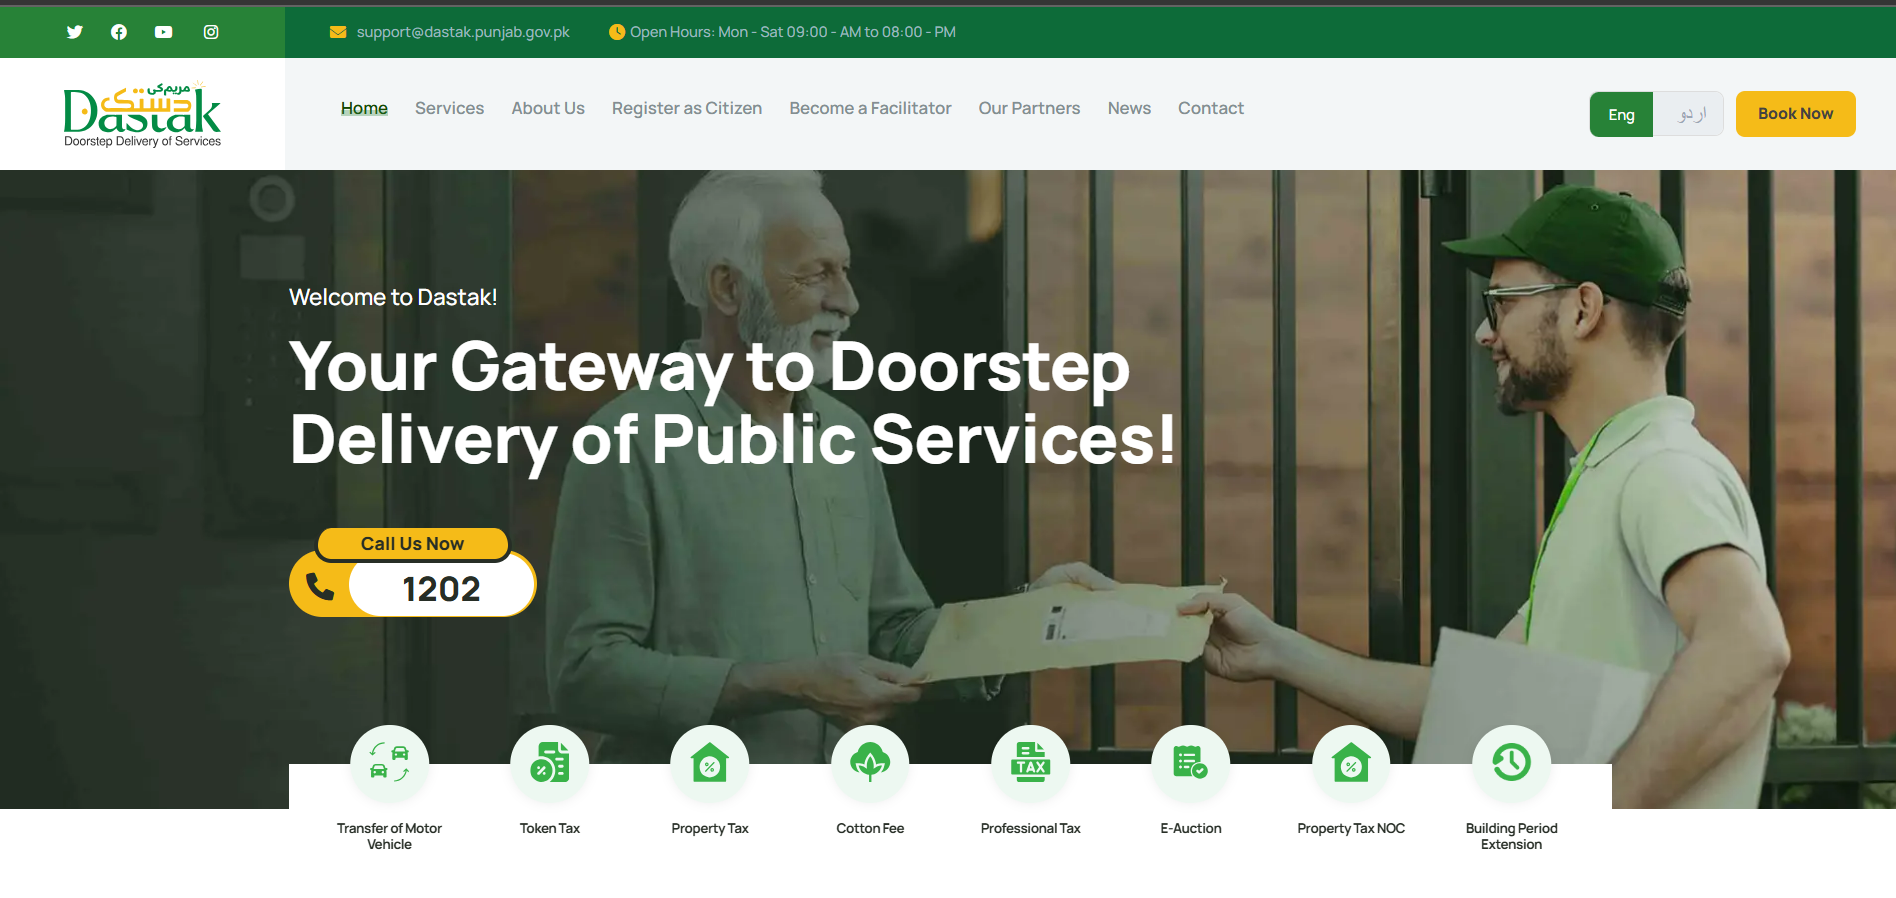 support@dastak.punjab.gov.pk
Open Hours: Mon - Sat 09:00 - AM to 08:00 - PM
مریم کی
دستک
Dastak
Doorstep Delivery of Services
Home Services About Us Register as Citizen Become a Facilitator Our Partners News Contact
Eng
اردو
Book Now
Welcome to Dastak!
Your Gateway to Doorstep
Delivery of Public Services!
Call Us Now
1202
TAX
Transfer of Motor
Vehicle
Token Tax
Property Tax
Cotton Fee
Professional Tax
E-Auction
Property Tax NOC
Building Period
Extension